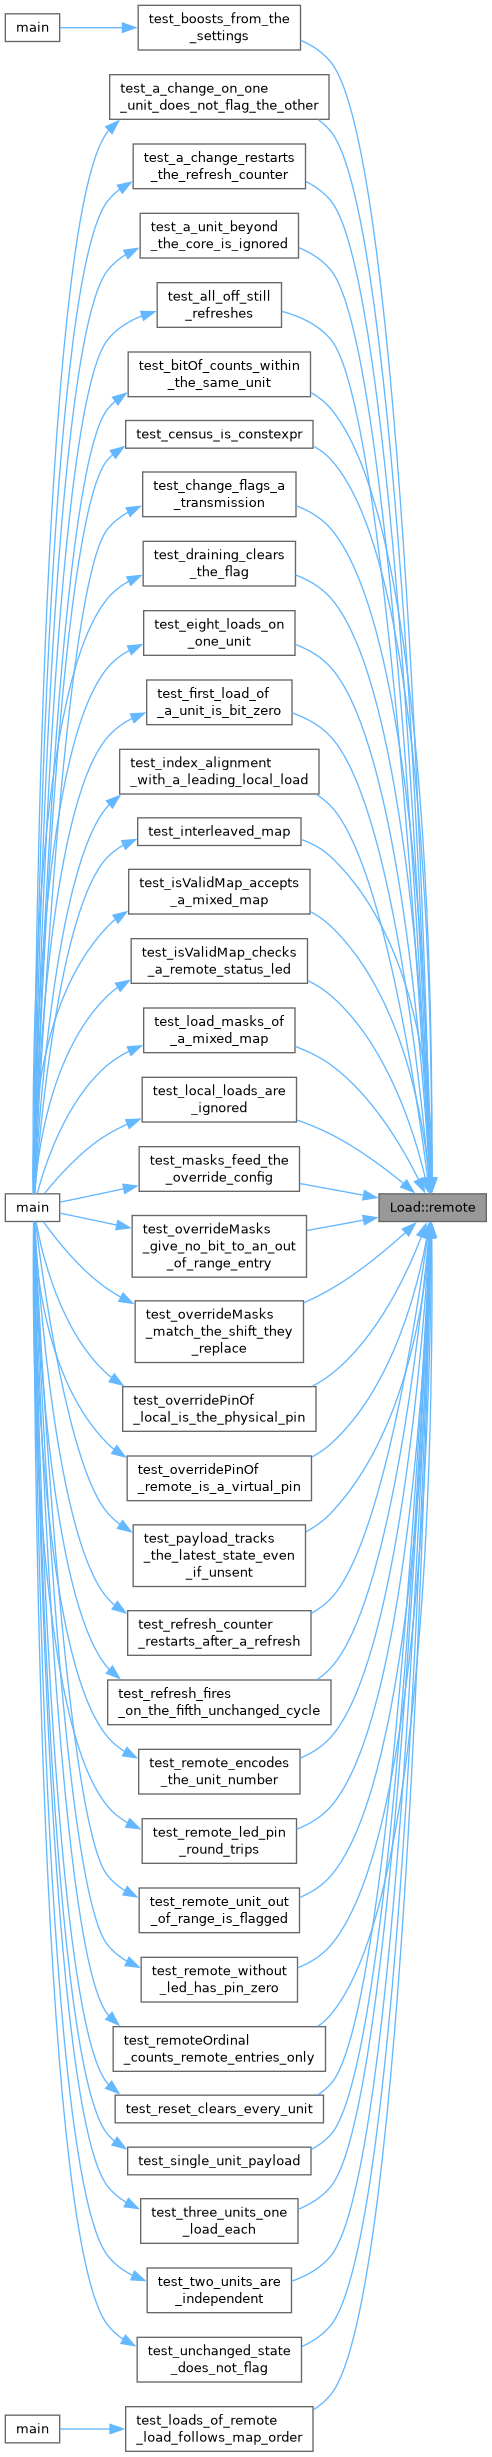 main
test_boosts_from_the
_settings
test_a_change_on_one
_unit_does_not_flag_the_other
test_a_change_restarts
_the_refresh_counter
test_a_unit_beyond
_the_core_is_ignored
test_all_off_still
_refreshes
test_bitOf_counts_within
_the_same_unit
test_census_is_constexpr
test_change_flags_a
_transmission
test_draining_clears
_the_flag
test_eight_loads_on
_one_unit
test_first_load_of
_a_unit_is_bit_zero
test_index_alignment
_with_a_leading_local_load
test_interleaved_map
test_isValidMap_accepts
_a_mixed_map
test_isValidMap_checks
_a_remote_status_led
test_load_masks_of
_a_mixed_map
test_local_loads_are
_ignored
test_masks_feed_the
_override_config
main
Load::remote
test_overrideMasks
_give_no_bit_to_an_out
_of_range_entry
test_overrideMasks
_match_the_shift_they
_replace
test_overridePinOf
_local_is_the_physical_pin
test_overridePinOf
_remote_is_a_virtual_pin
test_payload_tracks
_the_latest_state_even
_if_unsent
test_refresh_counter
_restarts_after_a_refresh
test_refresh_fires
_on_the_fifth_unchanged_cycle
test_remote_encodes
_the_unit_number
test_remote_led_pin
_round_trips
test_remote_unit_out
_of_range_is_flagged
test_remote_without
_led_has_pin_zero
test_remoteOrdinal
_counts_remote_entries_only
test_reset_clears_every_unit
test_single_unit_payload
test_three_units_one
_load_each
test_two_units_are
_independent
test_unchanged_state
_does_not_flag
main
test_loads_of_remote
_load_follows_map_order